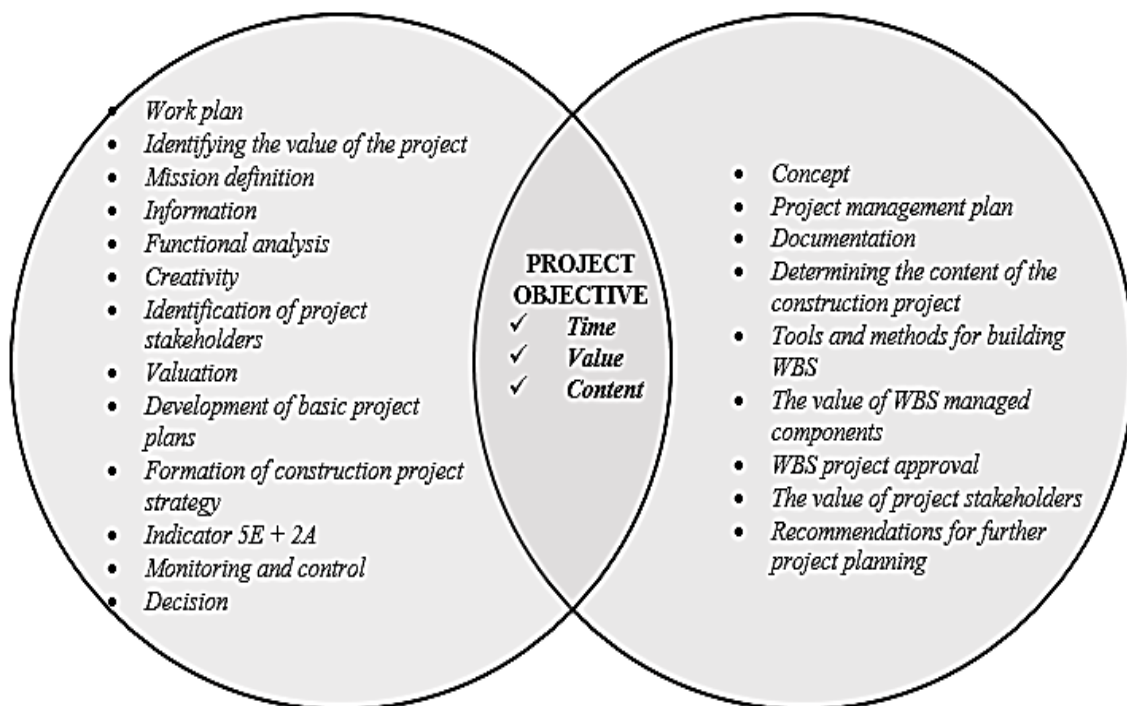 • Work plan
• Identifying the value of the project
• Mission definition
• Information
• Functional analysis
• Creativity
• Identification of project
stakeholders
• Valuation
• Development of basic project
plans
• Formation of construction project
strategy
• Indicator 5E + 2A
• Monitoring and control
• Decision
PROJECT
OBJECTIVE
✓ Time
✓ Value
✓ Content
• Concept
• Project management plan
• Documentation
• Determining the content of the
construction project
• Tools and methods for building
WBS
• The value of WBS managed
components
• WBS project approval
• The value of project stakeholders
• Recommendations for further
project planning